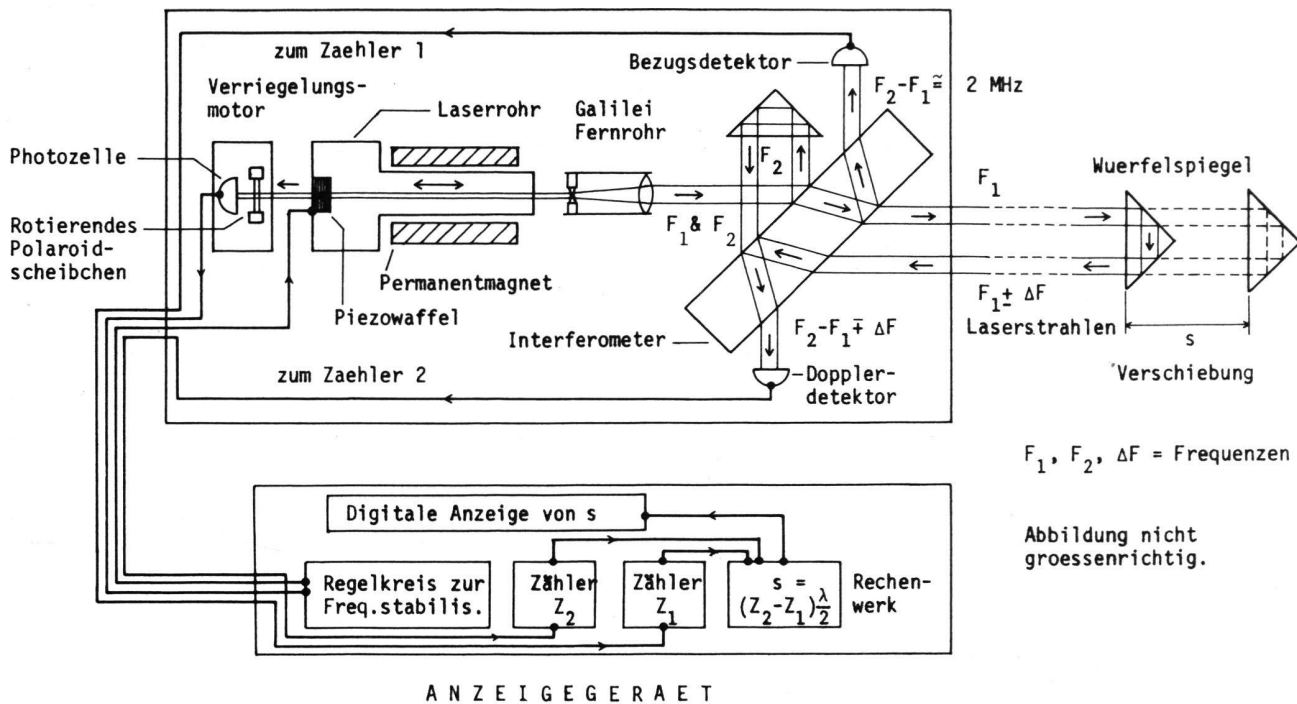 zum Zaehler 1
Bezugsdetektor
F₂-F₁ ≅ 2 MHz
Verriegelungs-
motor
Laserrohr
Galilei
Fernrohr
Photozelle
F₂
F₁
Wuerfelspiegel
Rotierendes
Polaroid-
scheibchen
F₁ & F₂
Permanentmagnet
Piezowaffel
F₁ ± ΔF
Laserstrahlen
s
Interferometer
F₂-F₁ ∓ ΔF
zum Zaehler 2
Doppler-
detektor
Verschiebung
F₁, F₂, ΔF = Frequenzen
Digitale Anzeige von s
Abbildung nicht
groessenrichtig.
Regelkreis zur
Freq.stabilis.
Zähler
Z₂
Zähler
Z₁
s =
(Z₂-Z₁) λ/2
Rechen-
werk
ANZEIGEGERAET